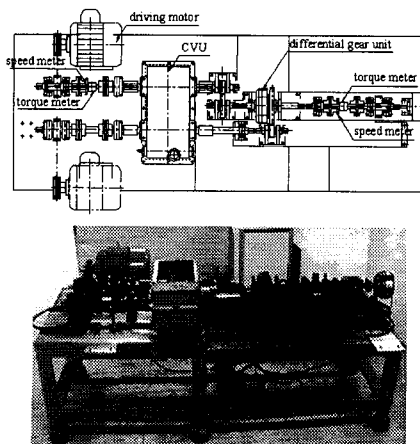 driving motor
CVU
differential gear unit
speed meter
torque meter
torque meter
speed meter